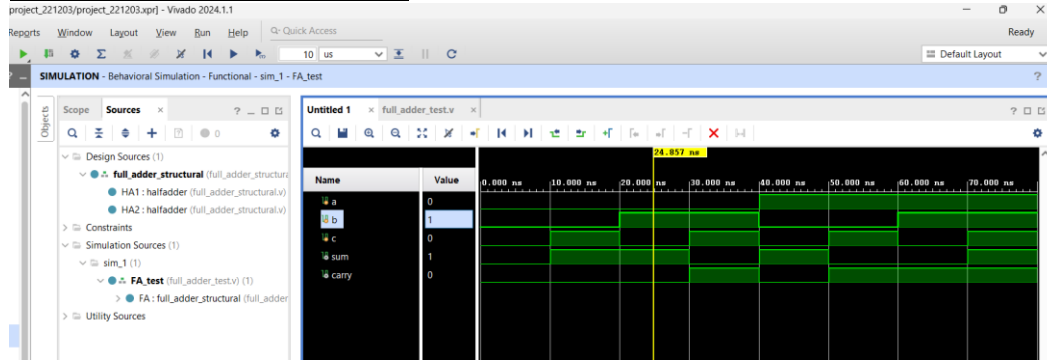 project_221203/project_221203.xpr] - Vivado 2024.1.1
Reports Window Layout View Run Help Quick Access Ready
10 us Default Layout
SIMULATION - Behavioral Simulation - Functional - sim_1 - FA_test ?
Objects
Scope Sources × ? _
0
Design Sources (1)
full_adder_structural (full_adder_structura
HA1 : halfadder (full_adder_structural.v)
HA2 : halfadder (full_adder_structural.v)
Constraints
Simulation Sources (1)
sim_1 (1)
FA_test (full_adder_test.v) (1)
FA : full_adder_structural (full_adder
Utility Sources
Untitled 1 × full_adder_test.v × ?
24.857 ns
Name Value 0.000 ns 10.000 ns 20.000 ns 30.000 ns 40.000 ns 50.000 ns 60.000 ns 70.000 ns
a 0
b 1
c 0
sum 1
carry 0